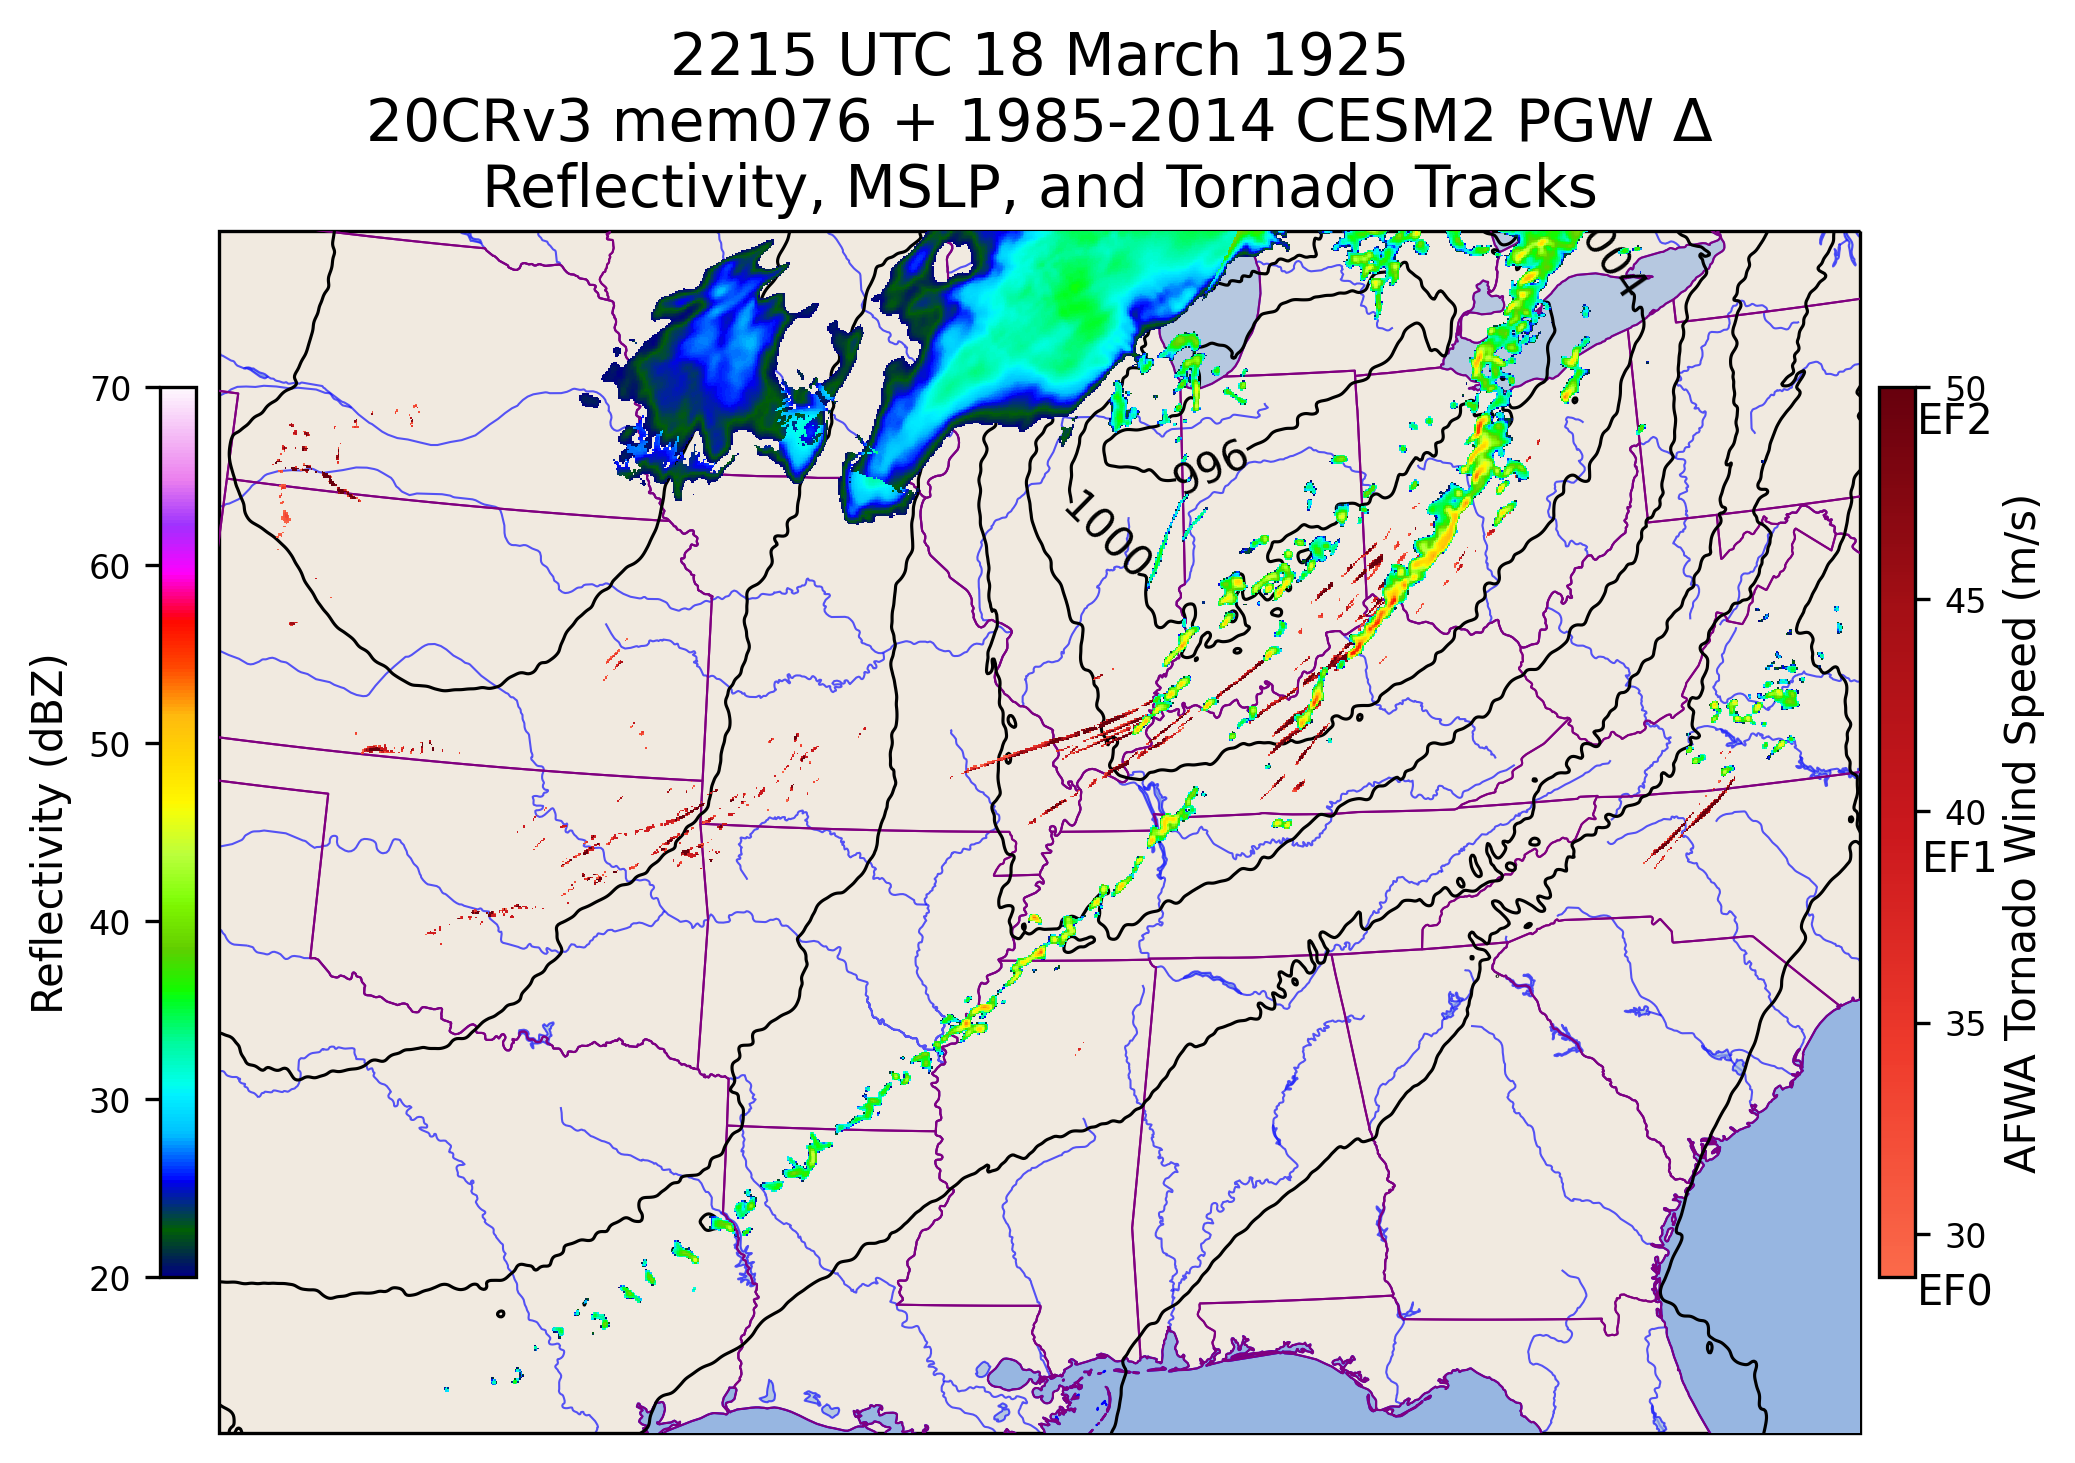 2215 UTC 18 March 1925
20CRv3 mem076 + 1985-2014 CESM2 PGW Δ
Reflectivity, MSLP, and Tornado Tracks
Reflectivity (dBZ)
70
60
50
40
30
20
996
1000
50
EF2
45
40
EF1
35
30
EF0
AFWA Tornado Wind Speed (m/s)